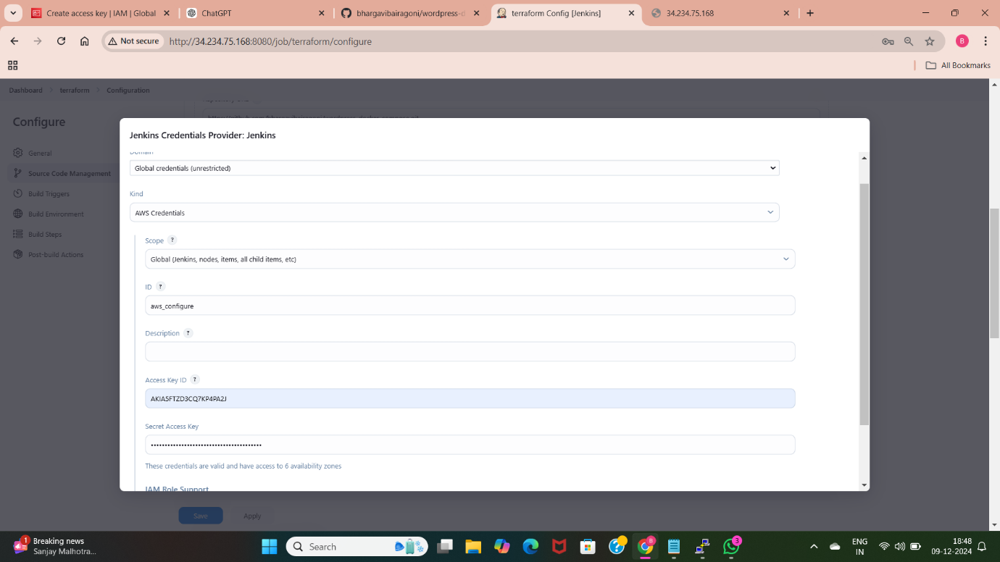 Create access key | IAM | Global
ChatGPT
bhargavibairagoni/wordpress-d
terraform Config [Jenkins]
34.234.75.168
Not secure
http://34.234.75.168:8080/job/terraform/configure
B
All Bookmarks
Dashboard > terraform > Configuration
Configure
General
Source Code Management
Build Triggers
Build Environment
Build Steps
Post-build Actions
Jenkins Credentials Provider: Jenkins
Domain
Global credentials (unrestricted)
Kind
AWS Credentials
Scope ?
Global (Jenkins, nodes, items, all child items, etc)
ID ?
aws_configure
Description ?
Access Key ID ?
AKIA5FTZD3CQ7KP4PA2J
Secret Access Key
••••••••••••••••••••••••••••••••••••••••
These credentials are valid and have access to 6 availability zones
IAM Role Support
Save
Apply
1
Breaking news
Sanjay Malhotra...
Search
B
3
ENG
IN
18:48
09-12-2024